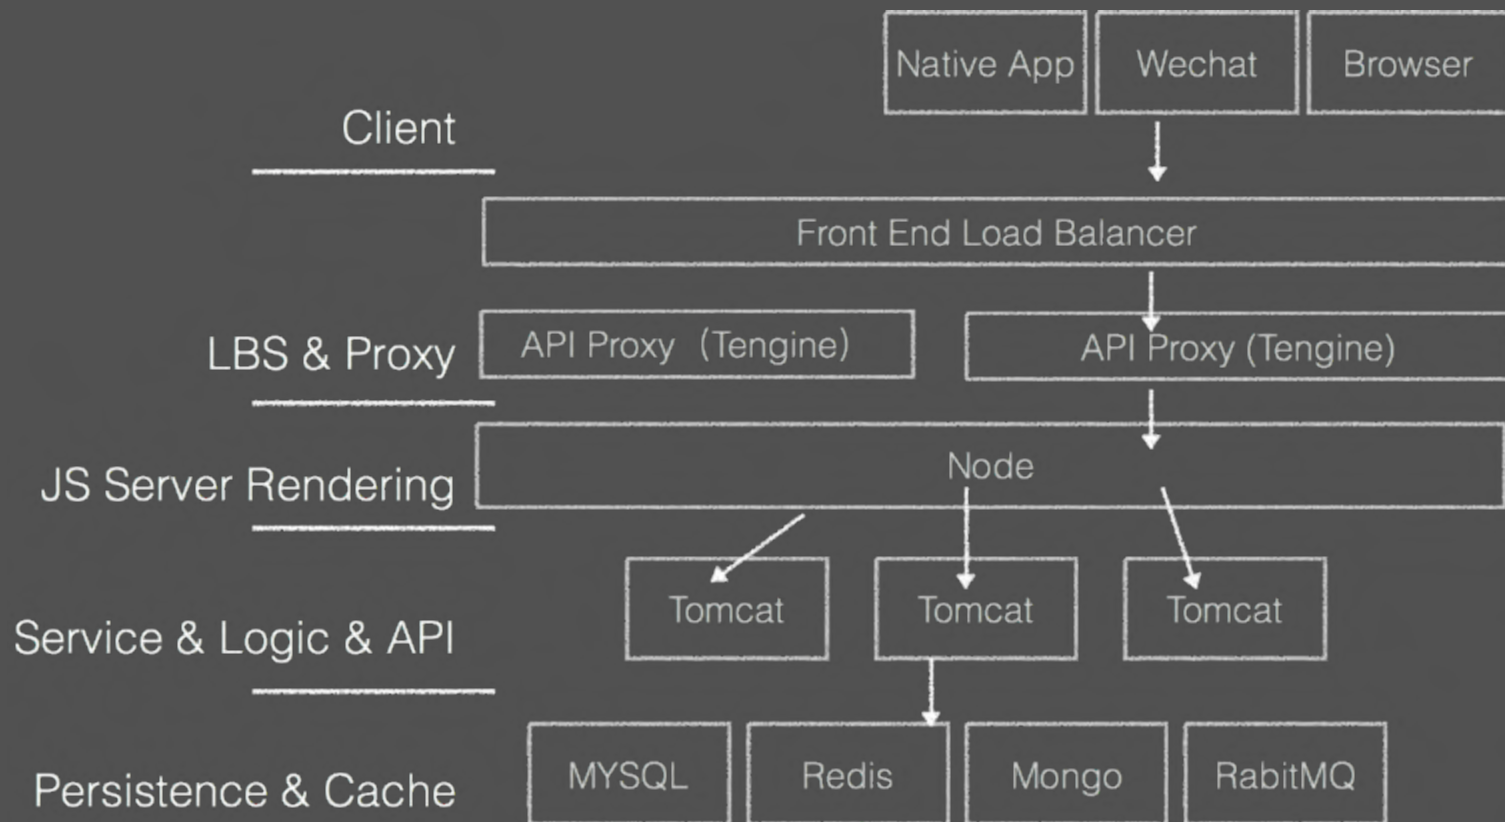 Native App
Wechat
Browser
Client
Front End Load Balancer
LBS & Proxy
API Proxy (Tengine)
API Proxy (Tengine)
JS Server Rendering
Node
Service & Logic & API
Tomcat
Tomcat
Tomcat
Persistence & Cache
MYSQL
Redis
Mongo
RabitMQ